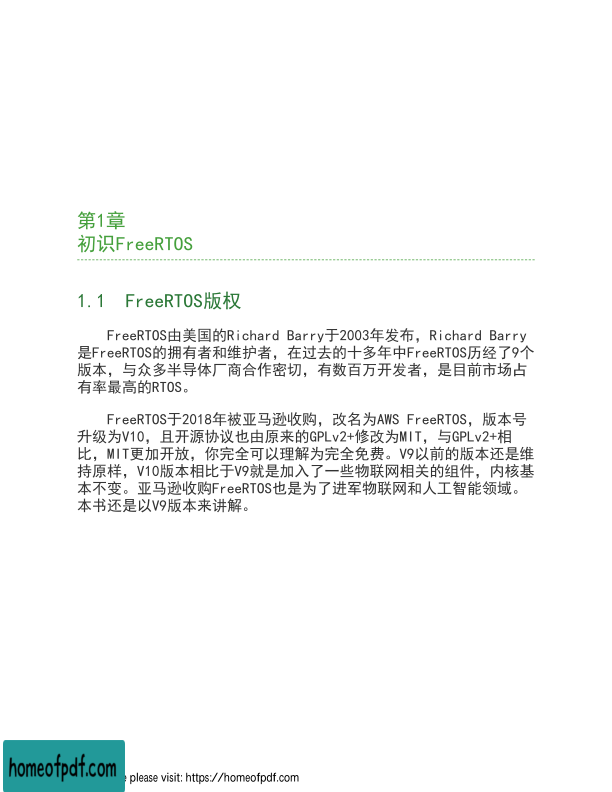 第1章
初识FreeRTOS
1.1 FreeRTOS版权
FreeRTOS由美国的Richard Barry于2003年发布，Richard Barry
是FreeRTOS的拥有者和维护者，在过去的十多年中FreeRTOS历经了9个
版本，与众多半导体厂商合作密切，有数百万开发者，是目前市场占
有率最高的RTOS。
FreeRTOS于2018年被亚马逊收购，改名为AWS FreeRTOS，版本号
升级为V10，且开源协议也由原来的GPLv2+修改为MIT，与GPLv2+相
比，MIT更加开放，你完全可以理解为完全免费。V9以前的版本还是维
持原样，V10版本相比于V9就是加入了一些物联网相关的组件，内核基
本不变。亚马逊收购FreeRTOS也是为了进军物联网和人工智能领域。
本书还是以V9版本来讲解。
homeofpdf.com
please visit: https://homeofpdf.com